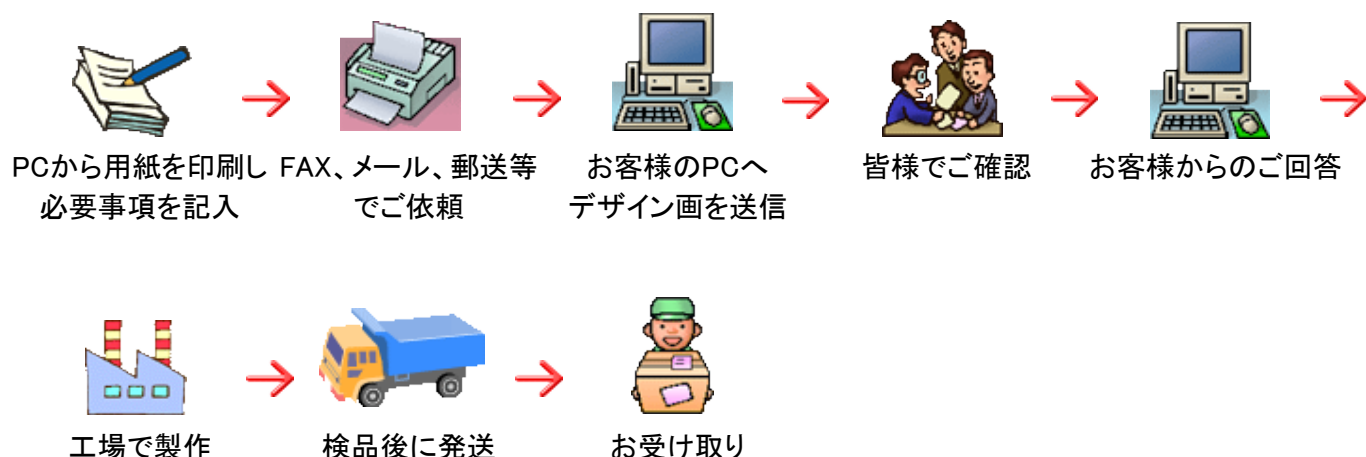 PCから用紙を印刷し
必要事項を記入
FAX、メール、郵送等
でご依頼
お客様のPCへ
デザイン画を送信
皆様でご確認
お客様からのご回答
工場で製作
検品後に発送
お受け取り